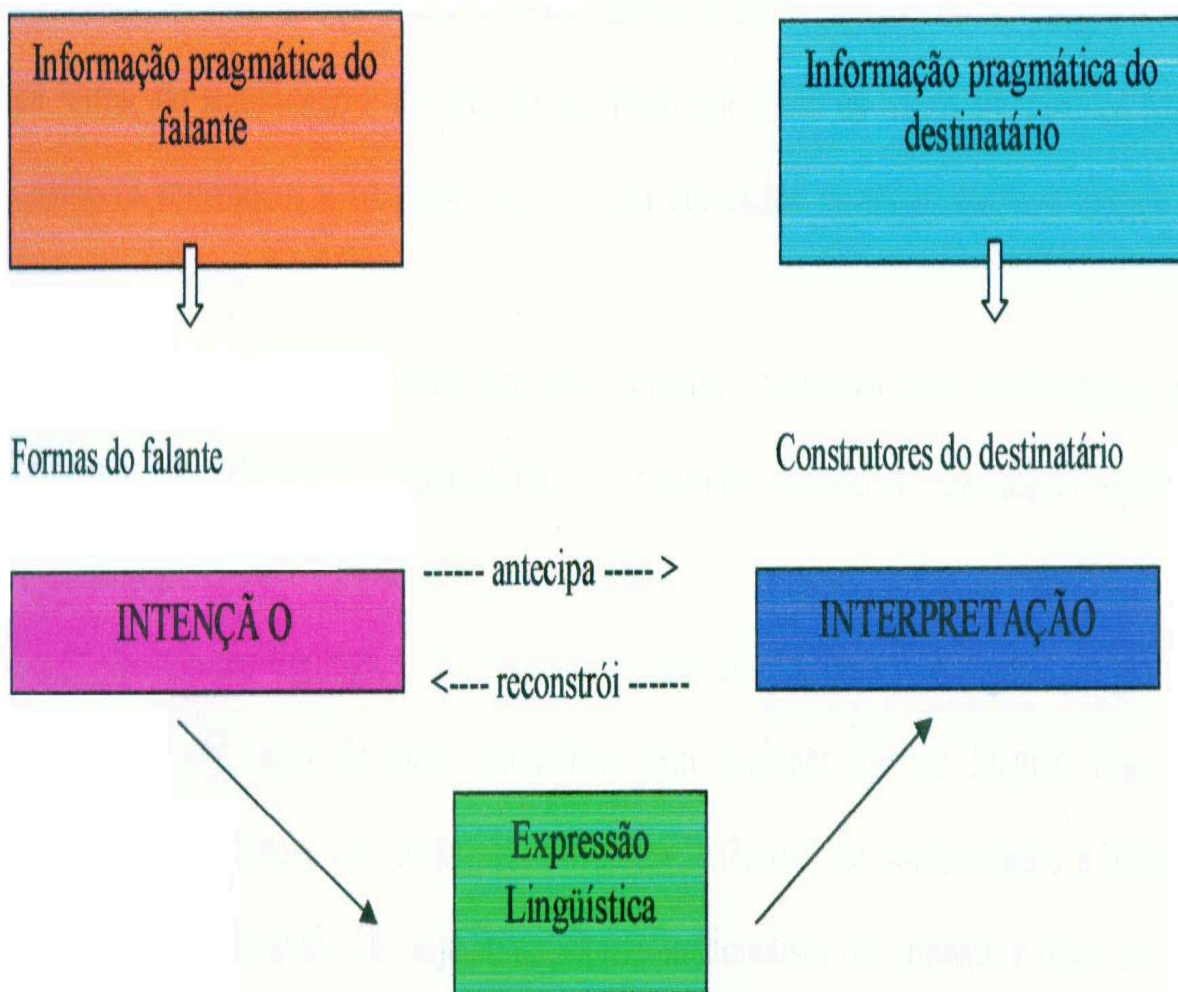 Informação pragmática do
falante
Informação pragmática do
destinatário
Formas do falante
Construtores do destinatário
------ antecipa ----- >
INTENÇÃ O
INTERPRETAÇÃO
<---- reconstrói ------
Expressão
Lingüística